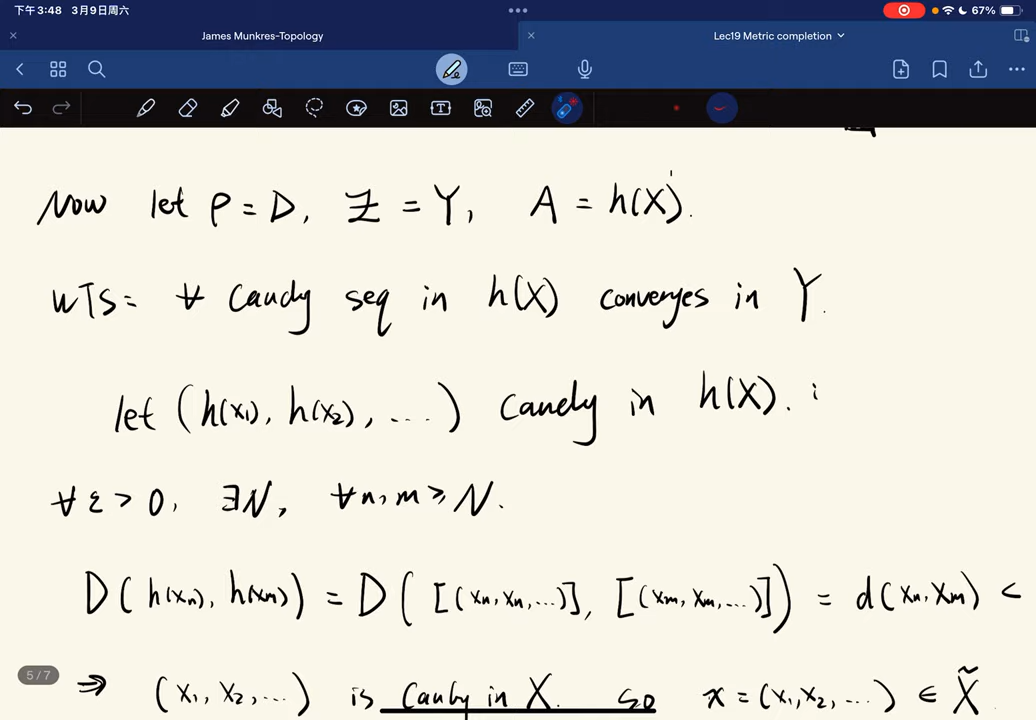 下午3:48 3月9日周六
67%
James Munkres-Topology
Lec19 Metric completion
Now let ρ = D, Z = Y, A = h(X).
WTS: ∀ Cauchy seq in h(X) converges in Y.
let (h(x₁), h(x₂), ...) Cauchy in h(X). i
∀ε > 0, ∃N, ∀n, m ≥ N.
D(h(xₙ), h(xₘ)) = D([(xₙ, xₙ, ...)], [(xₘ, xₘ, ...)]) = d(xₙ, xₘ) <
5 / 7
⇒ (x₁, x₂, ...) is Cauchy in X. so x = (x₁, x₂, ...) ∈ X̃